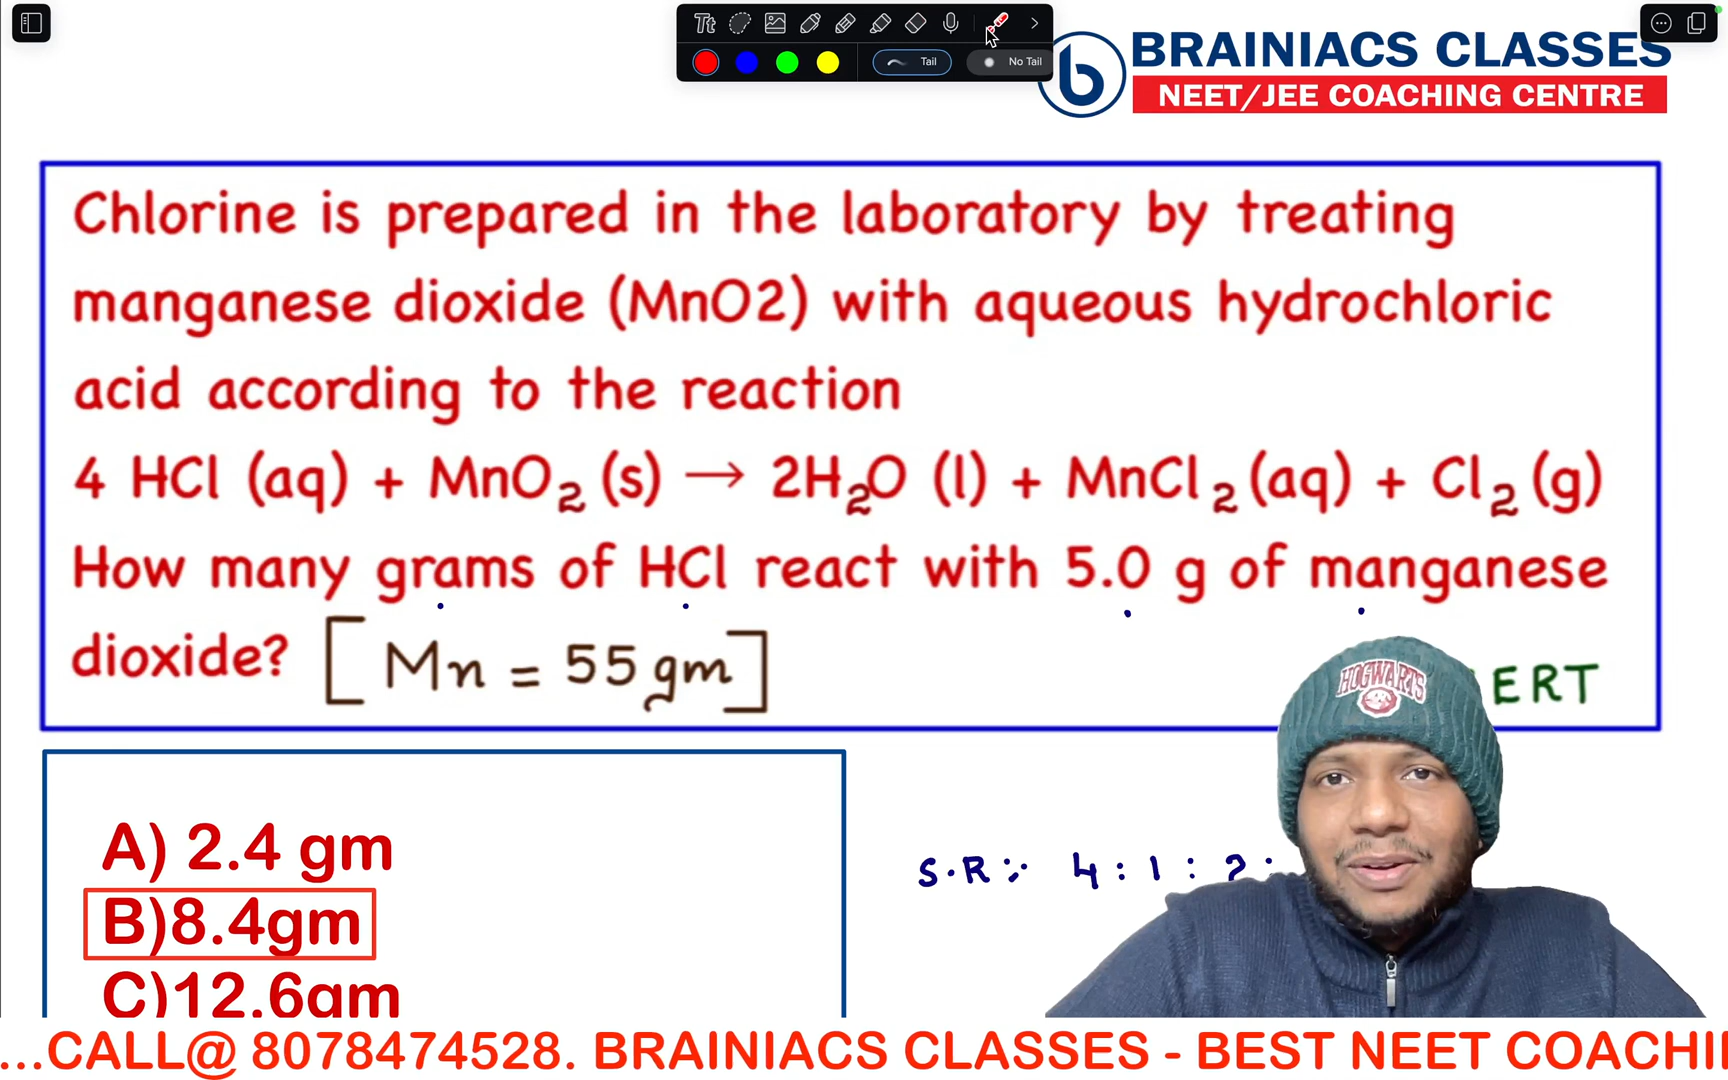 Tt
Tail
No Tail
b
BRAINIACS CLASSES
NEET/JEE COACHING CENTRE
Chlorine is prepared in the laboratory by treating
manganese dioxide (MnO2) with aqueous hydrochloric
acid according to the reaction
4 HCl (aq) + MnO₂ (s) → 2H₂O (l) + MnCl₂ (aq) + Cl₂ (g)
How many grams of HCl react with 5.0 g of manganese
dioxide? [Mn = 55 gm]
ERT
HOGWARTS
A) 2.4 gm
B)8.4gm
C)12.6gm
S.R :- 4 : 1 : 2 :
...CALL@ 8078474528. BRAINIACS CLASSES - BEST NEET COACHI